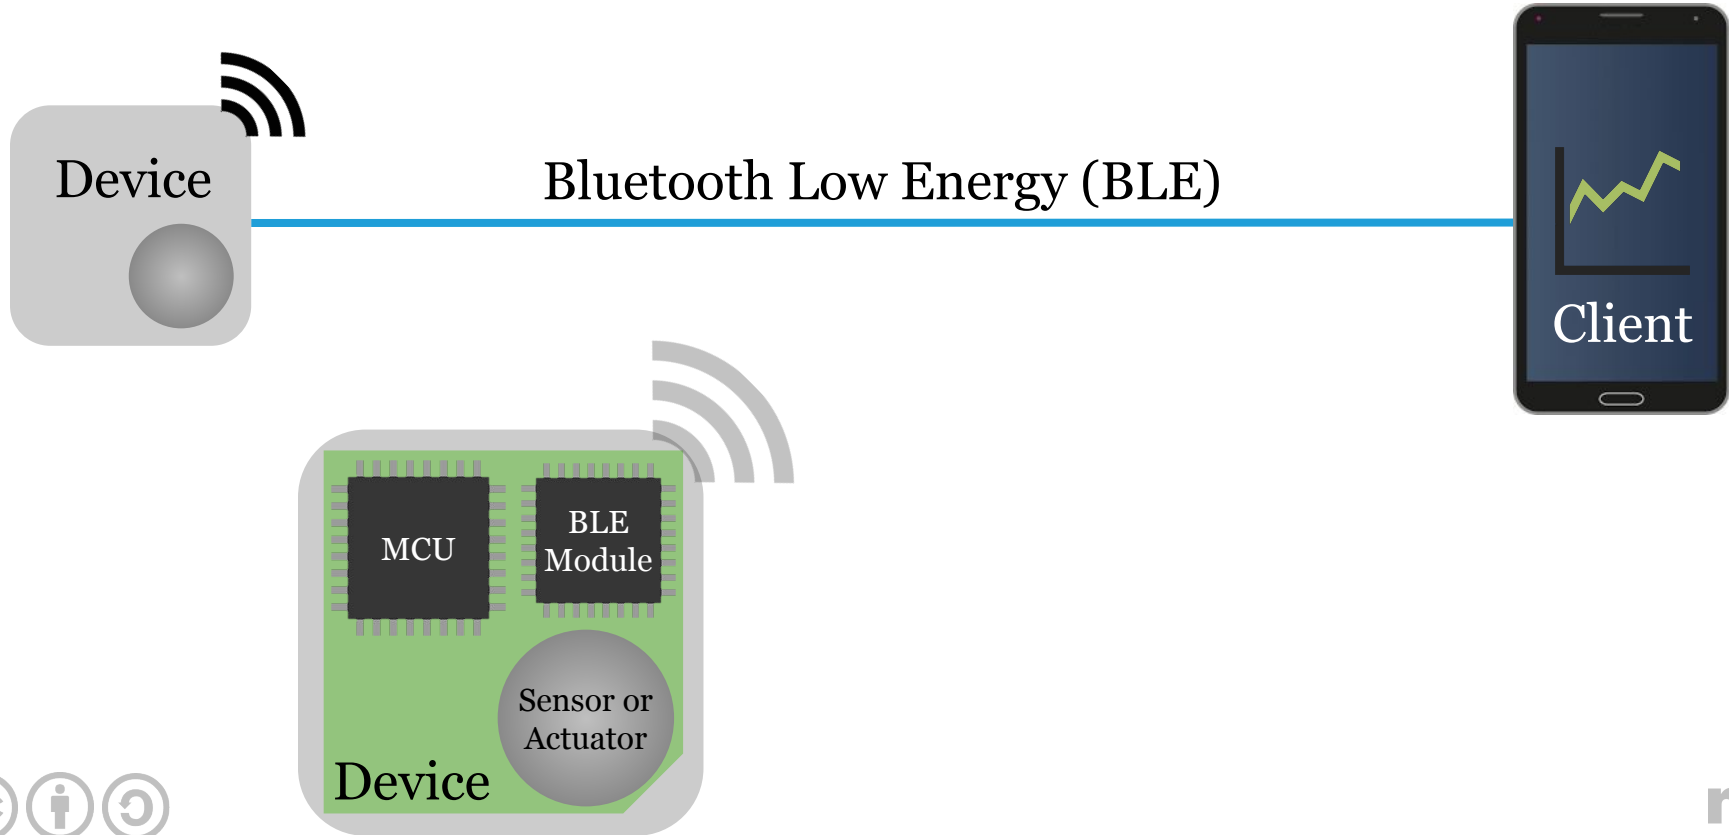 Device
Bluetooth Low Energy (BLE)
Client
MCU
BLE
Module
Sensor or
Actuator
Device